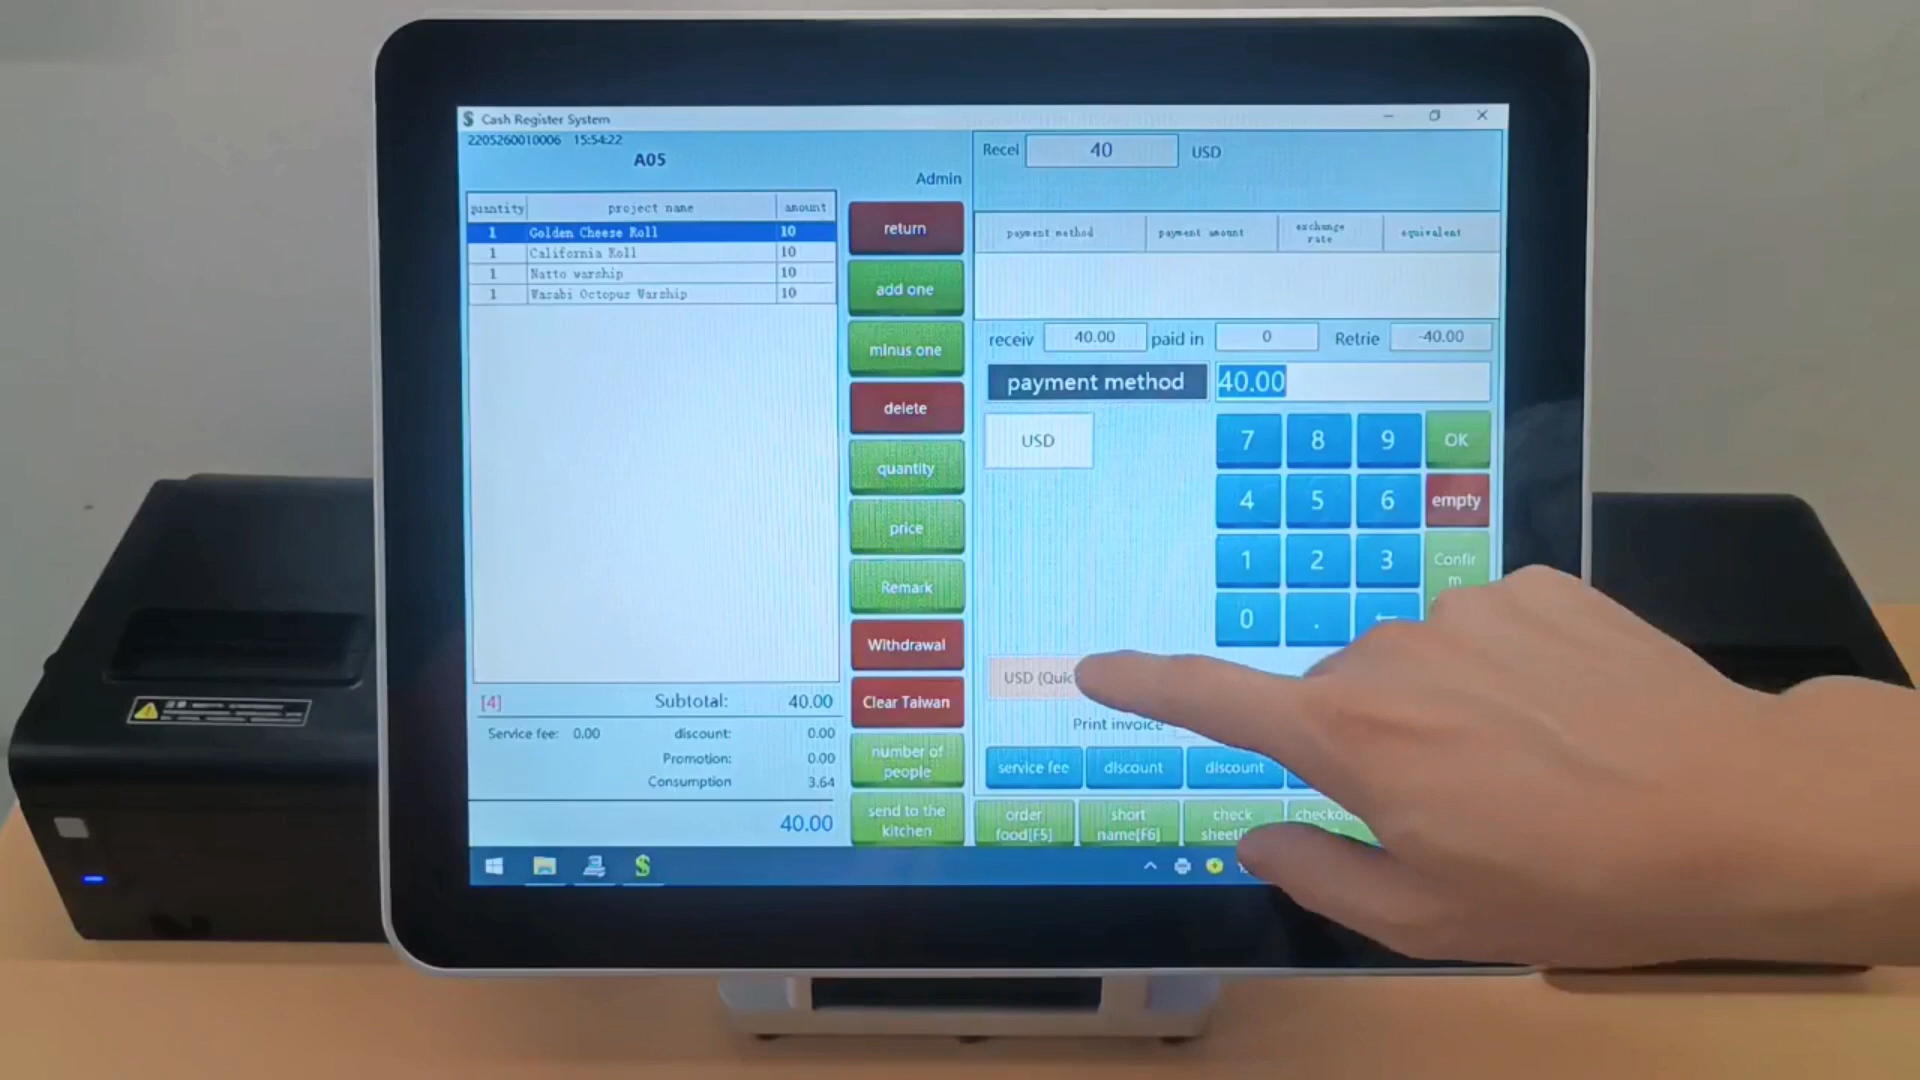 $ Cash Register System
2205260010006 15:54:22
A05
Admin
quantity project name amount
1 Golden Cheese Roll 10
1 California Roll 10
1 Natto warship 10
1 Wasabi Octopus Warship 10
[4] Subtotal: 40.00
Service fee: 0.00 discount: 0.00
Promotion: 0.00
Consumption 3.64
40.00
return
add one
minus one
delete
quantity
price
Remark
Withdrawal
Clear Taiwan
number of
people
send to the
kitchen
Recei 40 USD
payment method payment amount exchange
rate equivalent
receiv 40.00 paid in 0 Retrie -40.00
payment method 40.00
USD
7 8 9 OK
4 5 6 empty
1 2 3 Confir
m
0 . ←
USD (Quic
Print invoice
service fee discount discount
order
food[F5]
short
name[F6]
check
sheet[
checkou
$